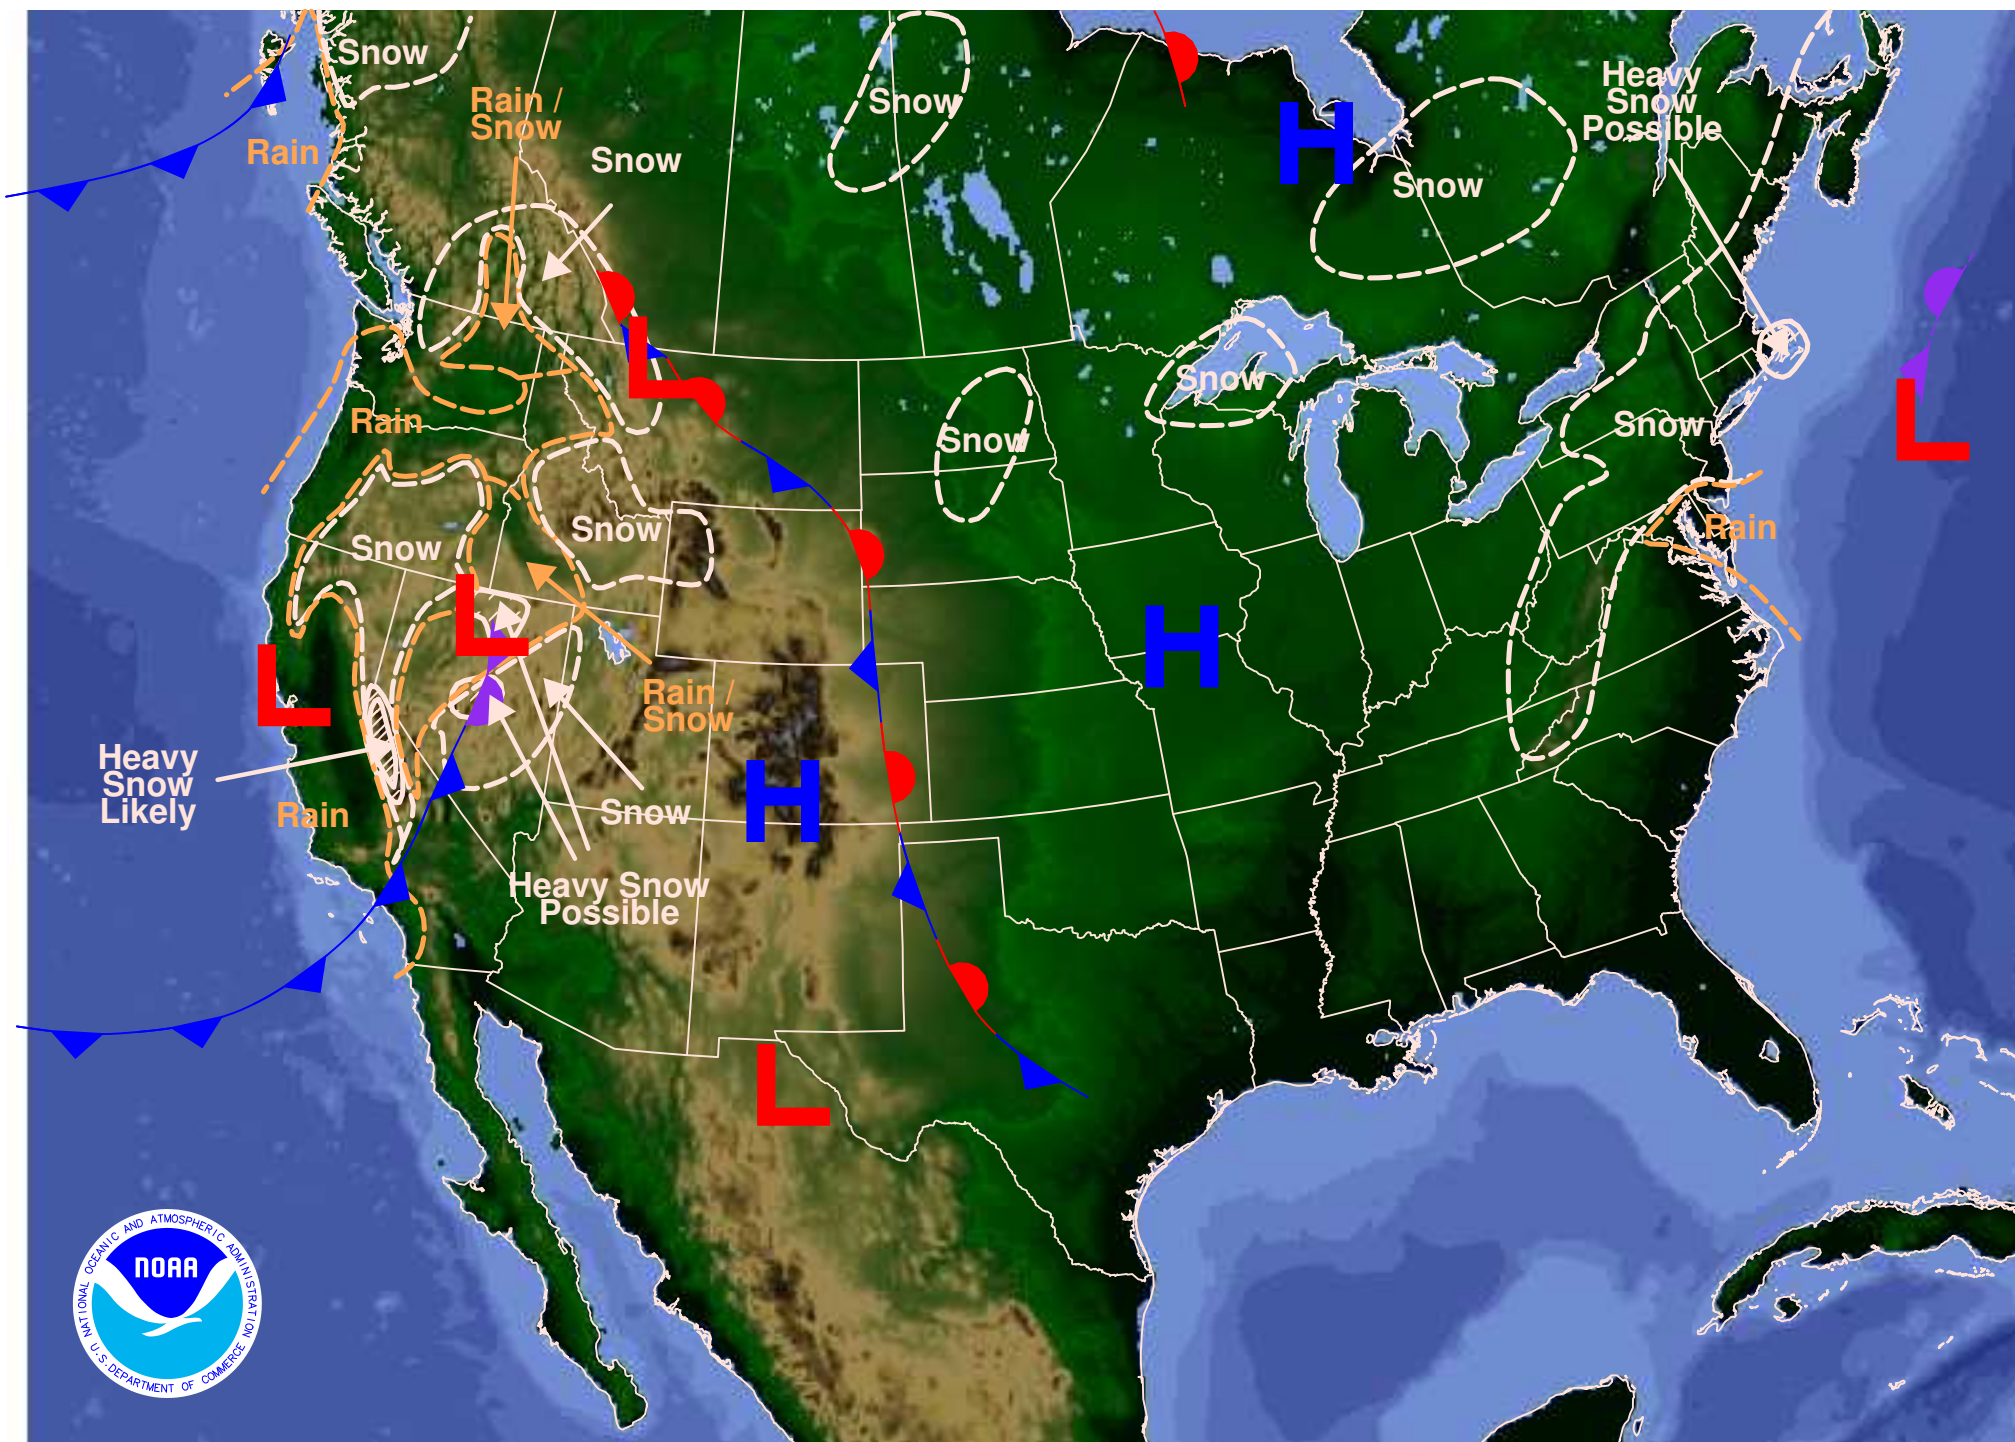 Snow
Rain /
Snow
Snow
Heavy
Snow
Possible
Rain
Snow
Snow
H
L
Snow
L
Rain
Snow
Snow
Rain
Snow
Snow
L
H
L
Rain /
Snow
Heavy
Snow
Likely
Rain
Snow
H
Heavy Snow
Possible
L
NATIONAL OCEANIC AND ATMOSPHERIC ADMINISTRATION
NOAA
U.S. DEPARTMENT OF COMMERCE